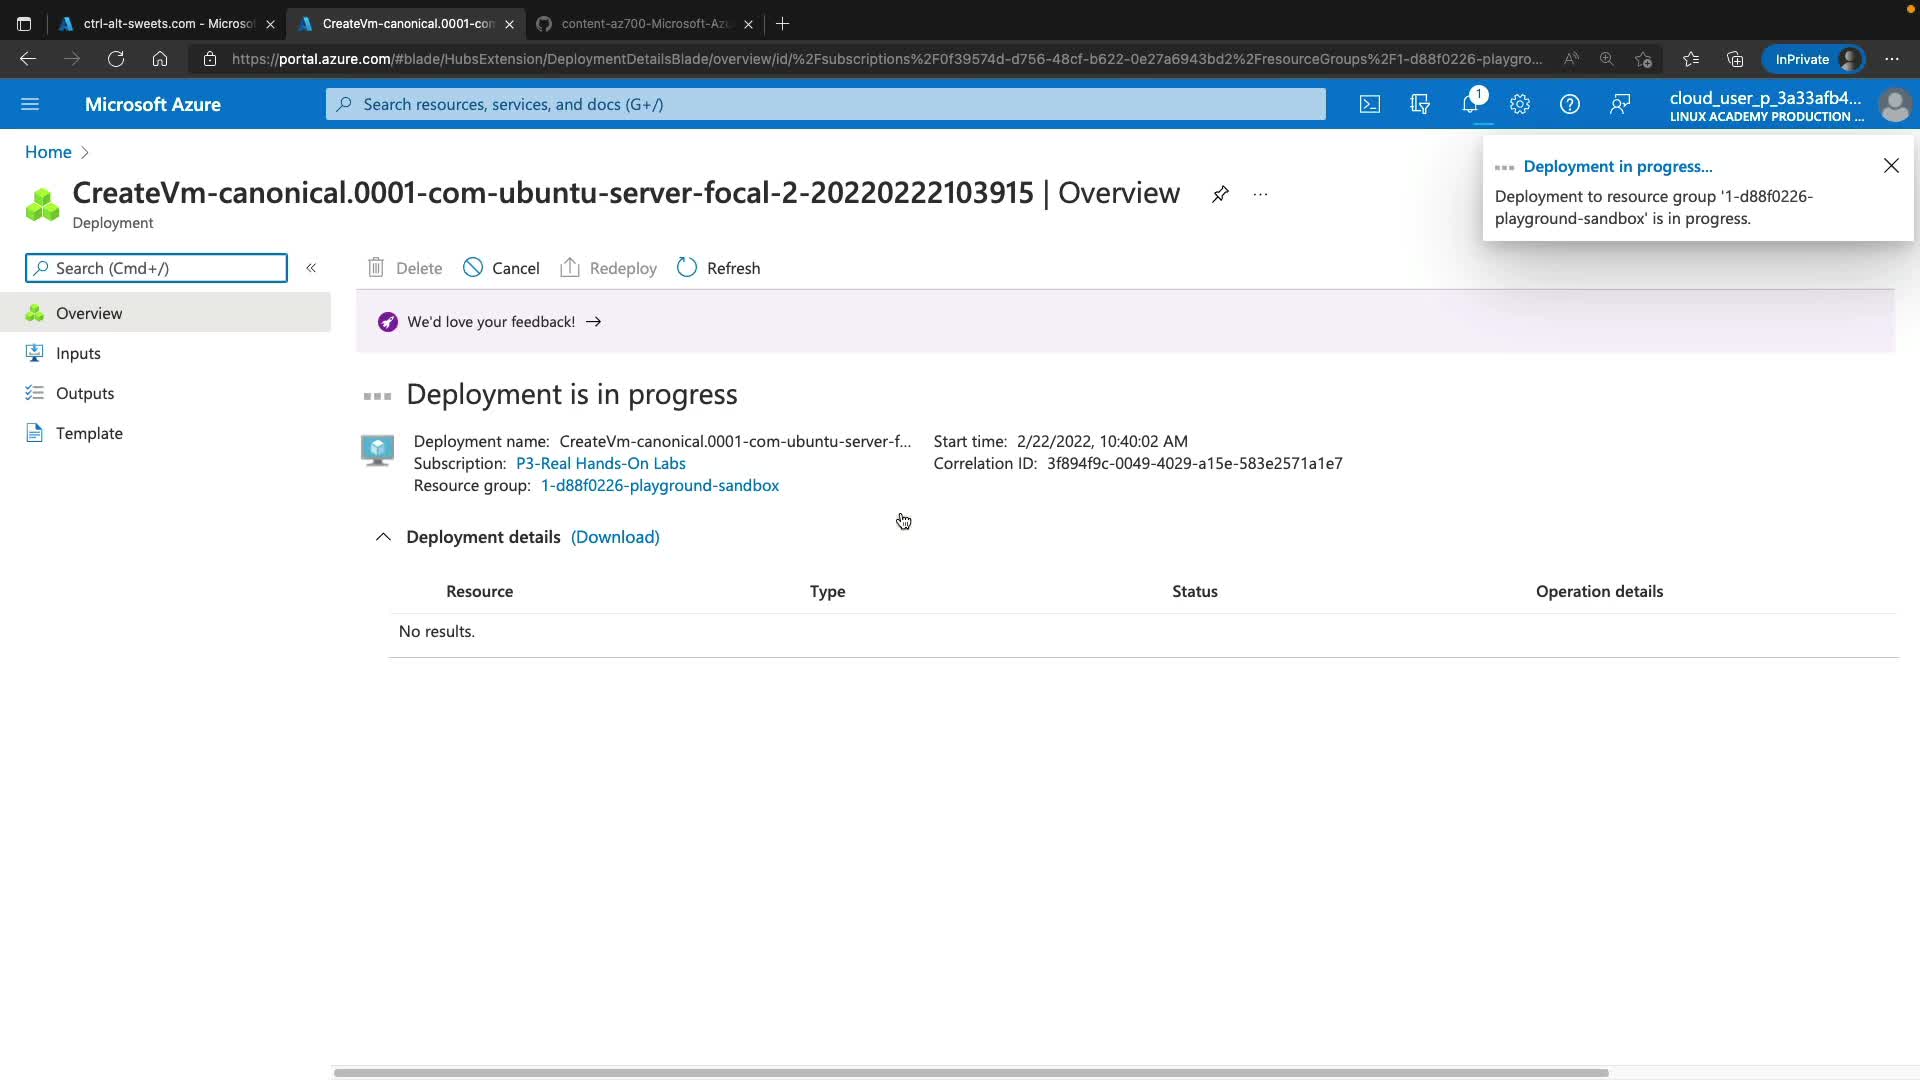 ctrl-alt-sweets.com - Microsof
CreateVm-canonical.0001-com
content-az700-Microsoft-Azu
https://portal.azure.com/#blade/HubsExtension/DeploymentDetailsBlade/overview/id/%2Fsubscriptions%2F0f39574d-d756-48cf-b622-0e27a6943bd2%2FresourceGroups%2F1-d88f0226-playgro...
InPrivate
Microsoft Azure
Search resources, services, and docs (G+/)
1
cloud_user_p_3a33afb4...
LINUX ACADEMY PRODUCTION ...
Home
Deployment in progress...
Deployment to resource group '1-d88f0226-
playground-sandbox' is in progress.
CreateVm-canonical.0001-com-ubuntu-server-focal-2-20220222103915 | Overview
Deployment
Search (Cmd+/)
Delete Cancel Redeploy Refresh
Overview
Inputs
Outputs
Template
We'd love your feedback!
Deployment is in progress
Deployment name: CreateVm-canonical.0001-com-ubuntu-server-f...
Subscription: P3-Real Hands-On Labs
Resource group: 1-d88f0226-playground-sandbox
Start time: 2/22/2022, 10:40:02 AM
Correlation ID: 3f894f9c-0049-4029-a15e-583e2571a1e7
Deployment details (Download)
Resource Type Status Operation details
No results.